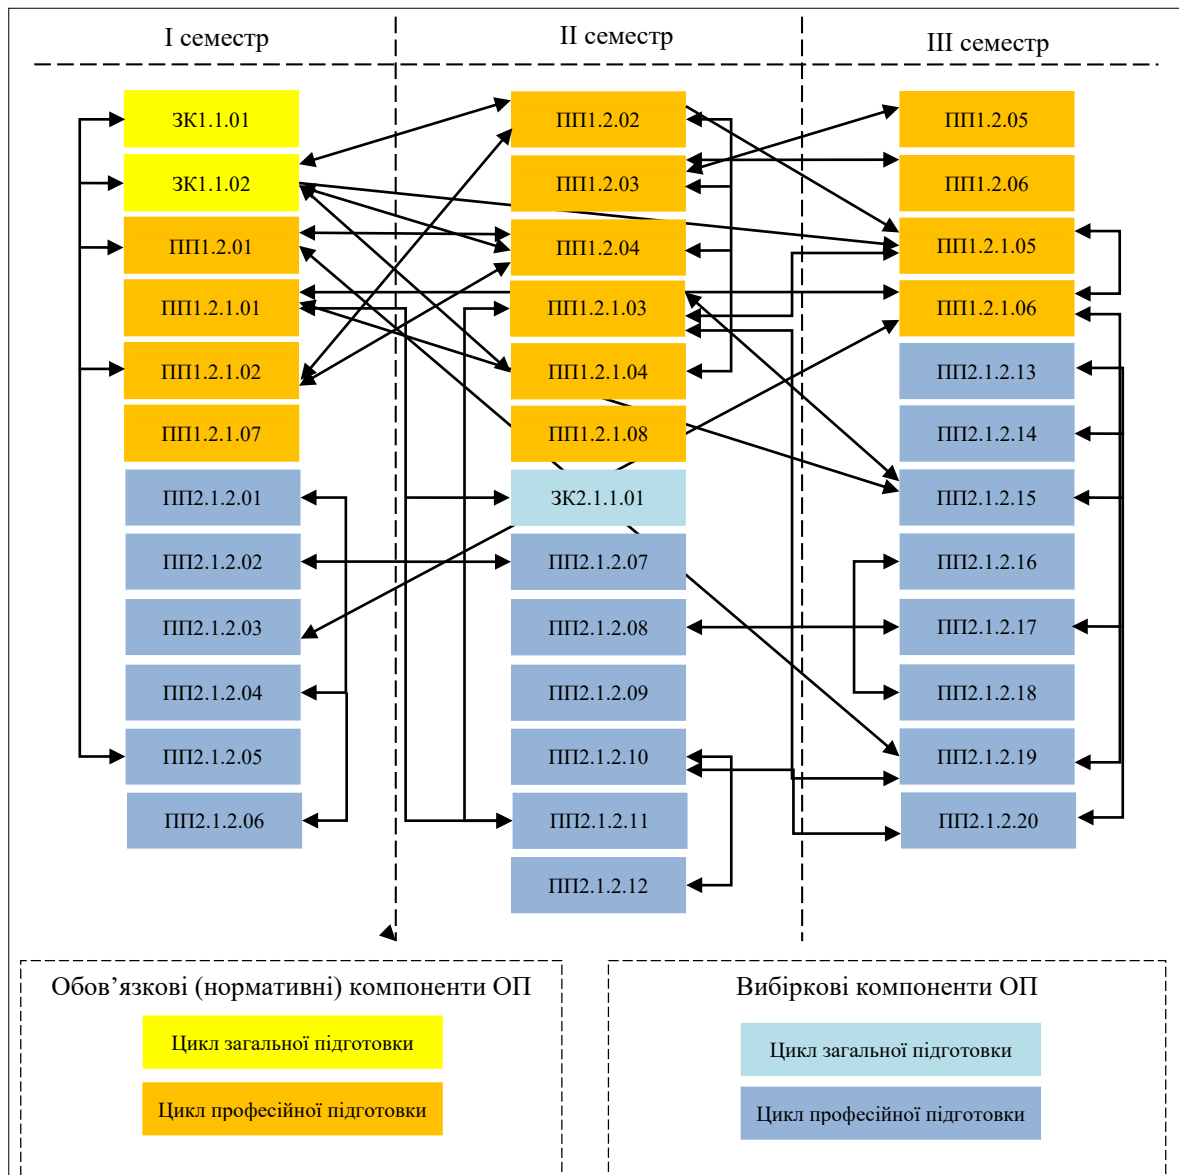 І семестр
ІІ семестр
ІІІ семестр
ЗК1.1.01
ЗК1.1.02
ПП1.2.01
ПП1.2.1.01
ПП1.2.1.02
ПП1.2.1.07
ПП2.1.2.01
ПП2.1.2.02
ПП2.1.2.03
ПП2.1.2.04
ПП2.1.2.05
ПП2.1.2.06
ПП1.2.02
ПП1.2.03
ПП1.2.04
ПП1.2.1.03
ПП1.2.1.04
ПП1.2.1.08
ЗК2.1.1.01
ПП2.1.2.07
ПП2.1.2.08
ПП2.1.2.09
ПП2.1.2.10
ПП2.1.2.11
ПП2.1.2.12
ПП1.2.05
ПП1.2.06
ПП1.2.1.05
ПП1.2.1.06
ПП2.1.2.13
ПП2.1.2.14
ПП2.1.2.15
ПП2.1.2.16
ПП2.1.2.17
ПП2.1.2.18
ПП2.1.2.19
ПП2.1.2.20
Обов’язкові (нормативні) компоненти ОП
Цикл загальної підготовки
Цикл професійної підготовки
Вибіркові компоненти ОП
Цикл загальної підготовки
Цикл професійної підготовки